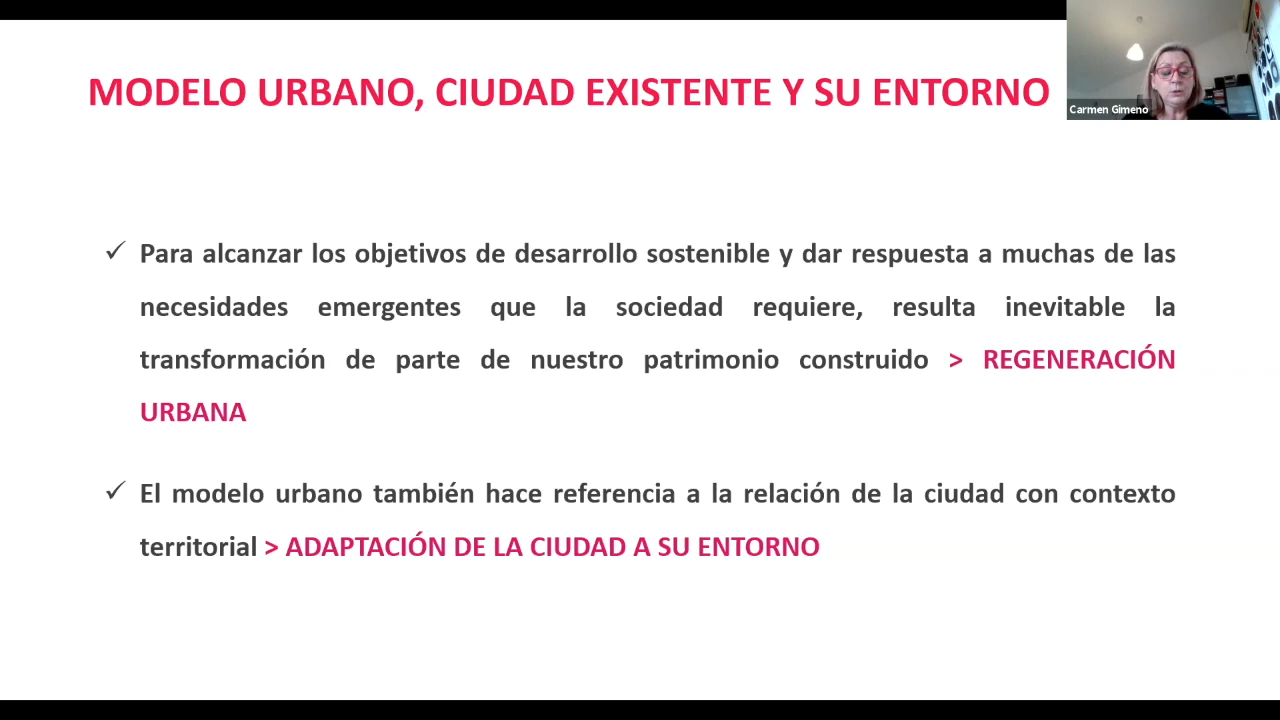 MODELO URBANO, CIUDAD EXISTENTE Y SU ENTORNO
Carmen Gimeno
✓ Para alcanzar los objetivos de desarrollo sostenible y dar respuesta a muchas de las
necesidades emergentes que la sociedad requiere, resulta inevitable la
transformación de parte de nuestro patrimonio construido > REGENERACIÓN
URBANA
✓ El modelo urbano también hace referencia a la relación de la ciudad con contexto
territorial > ADAPTACIÓN DE LA CIUDAD A SU ENTORNO